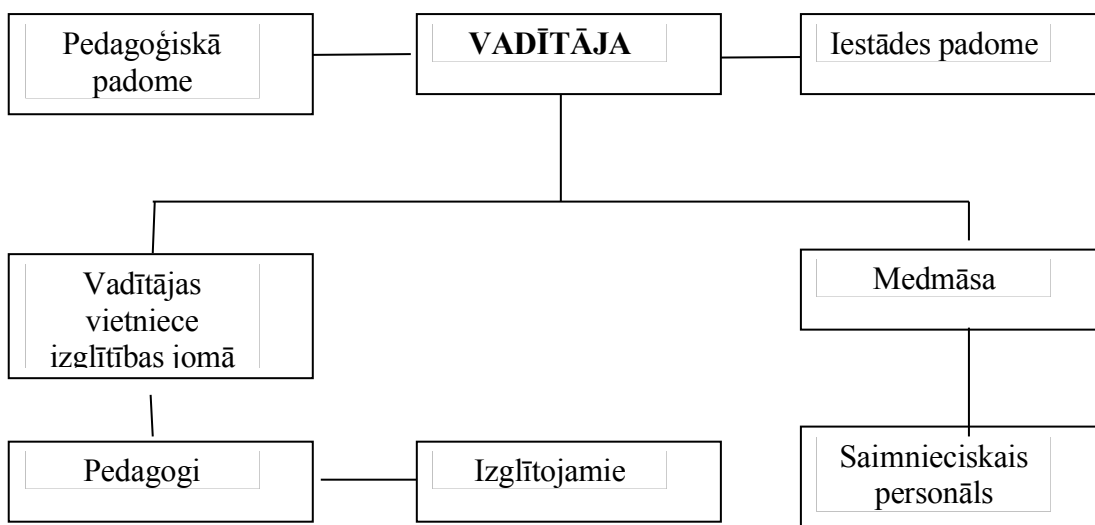 Pedagoģiskā
padome
VADĪTĀJA
Iestādes padome
Vadītājas
vietniece
izglītības jomā
Medmāsa
Pedagogi
Izglītojamie
Saimnieciskais
personāls